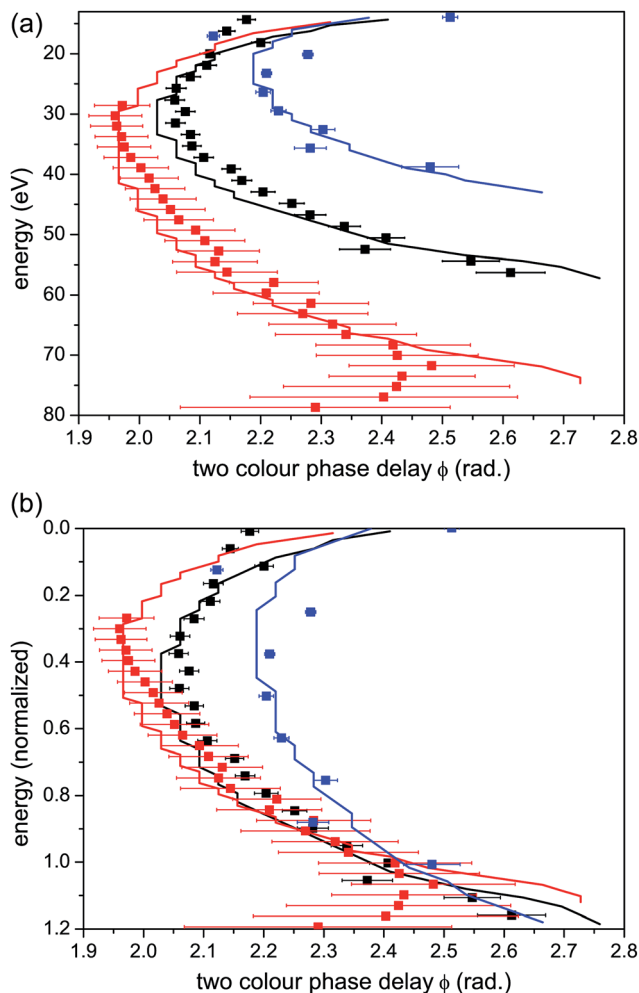 (a)
20
30
40
50
60
70
80
energy (eV)
1.9 2.0 2.1 2.2 2.3 2.4 2.5 2.6 2.7 2.8
two colour phase delay ϕ (rad.)
(b)
0.0
0.2
0.4
0.6
0.8
1.0
1.2
energy (normalized)
1.9 2.0 2.1 2.2 2.3 2.4 2.5 2.6 2.7 2.8
two colour phase delay ϕ (rad.)